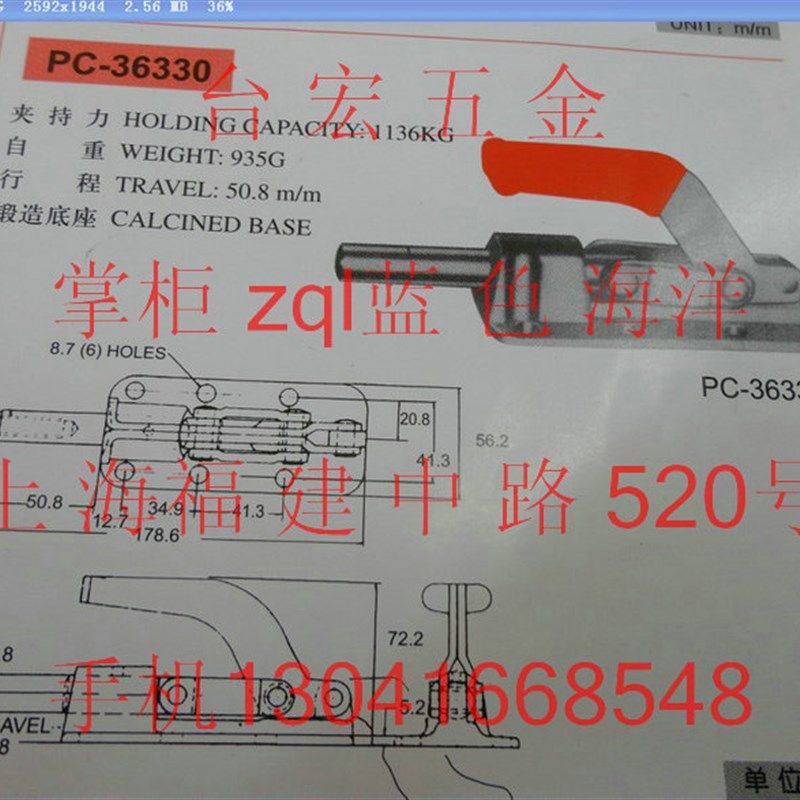 G 2592x1944 2.56 MB 36%
UNIT: m/m
PC-36330
台宏五金
夹持力 HOLDING CAPACITY: 1136KG
自重 WEIGHT: 935G
行程 TRAVEL: 50.8 m/m
锻造底座 CALCINED BASE
掌柜 zql蓝色海洋
8.7 (6) HOLES
PC-3633
20.8
56.2
41.3
上海福建中路 520号
50.8
12.7
34.9
41.3
178.6
72.2
.8
手机13041668548
5.2
AVEL
8
单位